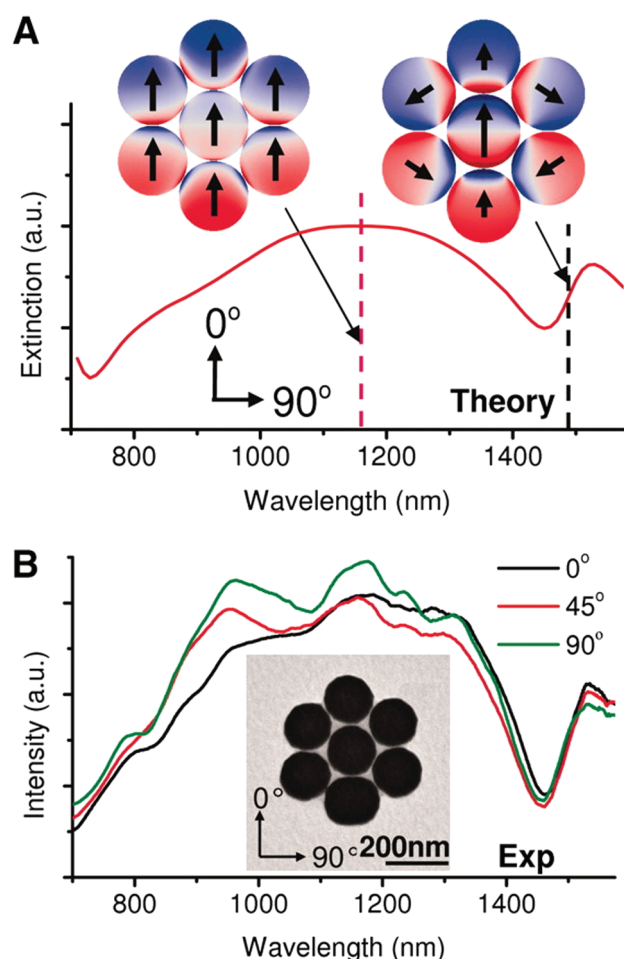 A
Extinction (a.u.)
0°
90°
Theory
800 1000 1200 1400
Wavelength (nm)
B
0°
45°
90°
Intensity (a.u.)
0°
90°
200nm
Exp
800 1000 1200 1400
Wavelength (nm)